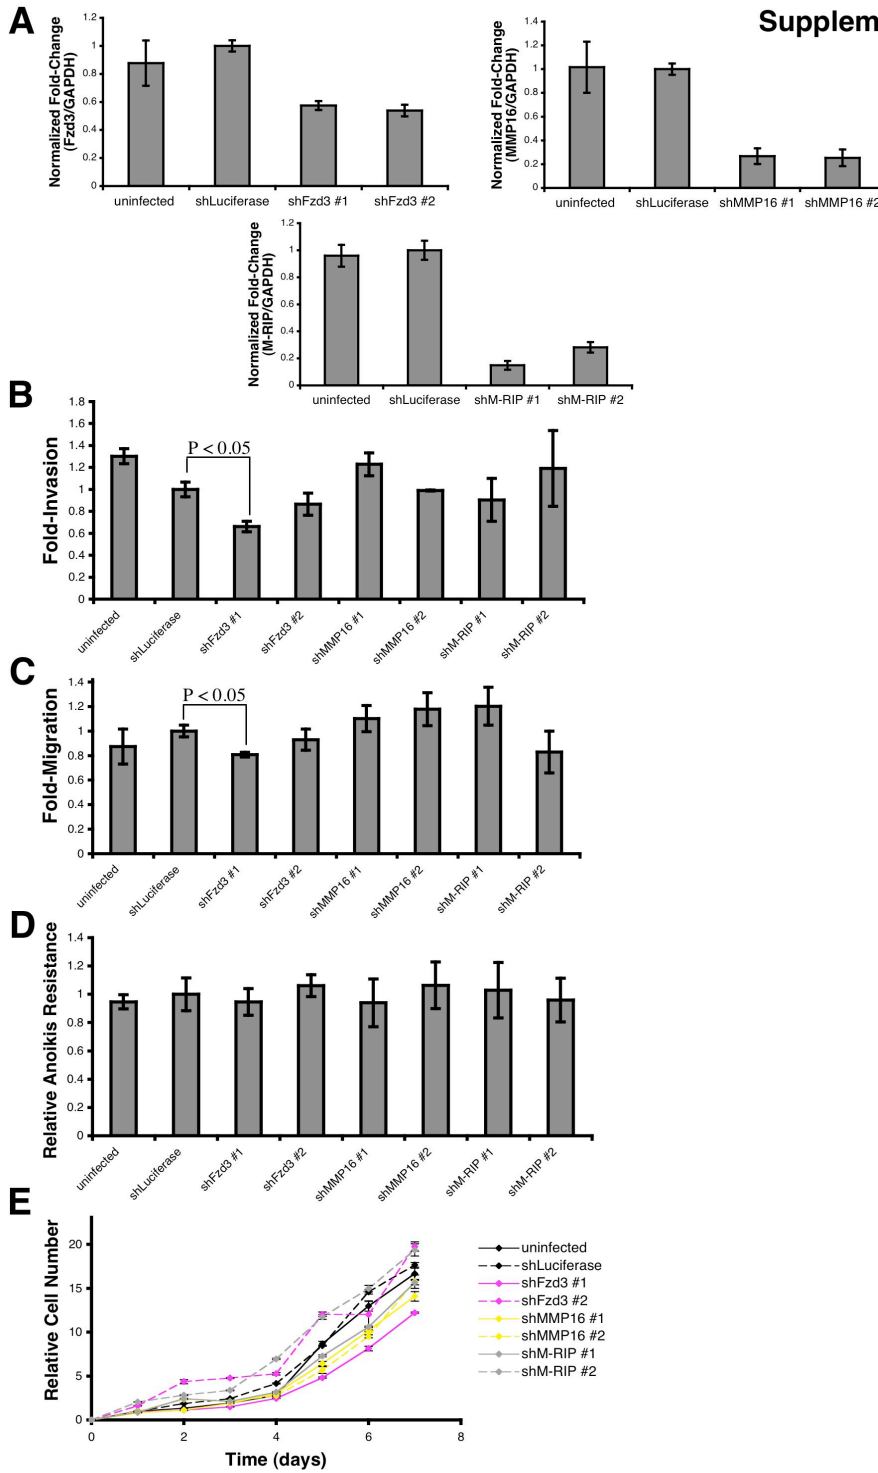 Supplem
A
Normalized Fold-Change
(Fzd3/GAPDH)
1.2
1
0.8
0.6
0.4
0.2
0
uninfected shLuciferase shFzd3 #1 shFzd3 #2
Normalized Fold-Change
(MMP16/GAPDH)
1.4
1.2
1
0.8
0.6
0.4
0.2
0
uninfected shLuciferase shMMP16 #1 shMMP16 #2
Normalized Fold-Change
(M-RIP/GAPDH)
1.2
1
0.8
0.6
0.4
0.2
0
uninfected shLuciferase shM-RIP #1 shM-RIP #2
B
Fold-Invasion
1.8
1.6
1.4
1.2
1
0.8
0.6
0.4
0.2
0
P < 0.05
uninfected shLuciferase shFzd3 #1 shFzd3 #2 shMMP16 #1 shMMP16 #2 shM-RIP #1 shM-RIP #2
C
Fold-Migration
1.4
1.2
1
0.8
0.6
0.4
0.2
0
P < 0.05
uninfected shLuciferase shFzd3 #1 shFzd3 #2 shMMP16 #1 shMMP16 #2 shM-RIP #1 shM-RIP #2
D
Relative Anoikis Resistance
1.4
1.2
1
0.8
0.6
0.4
0.2
0
uninfected shLuciferase shFzd3 #1 shFzd3 #2 shMMP16 #1 shMMP16 #2 shM-RIP #1 shM-RIP #2
E
Relative Cell Number
20
15
10
5
0
0 2 4 6 8
Time (days)
uninfected
shLuciferase
shFzd3 #1
shFzd3 #2
shMMP16 #1
shMMP16 #2
shM-RIP #1
shM-RIP #2